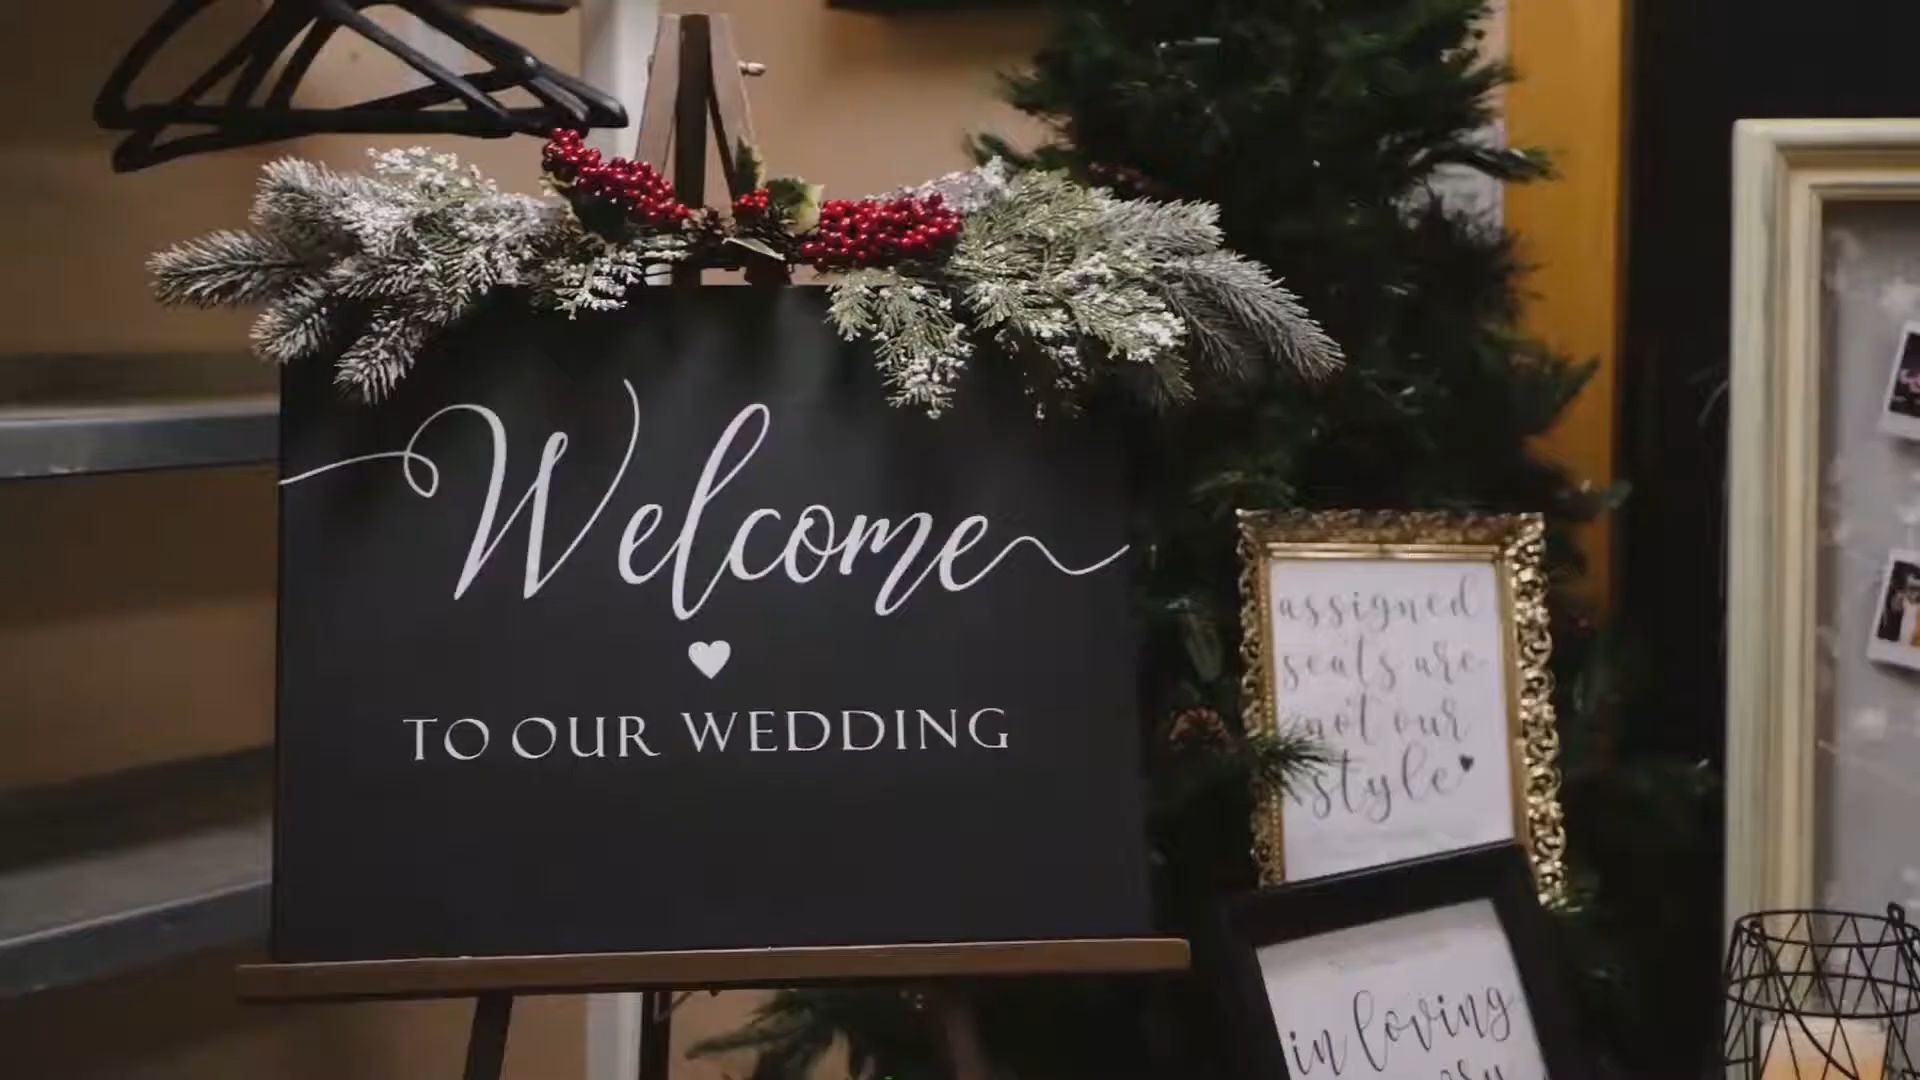 Welcome
TO OUR WEDDING
assigned
seats are
not our
style
in loving